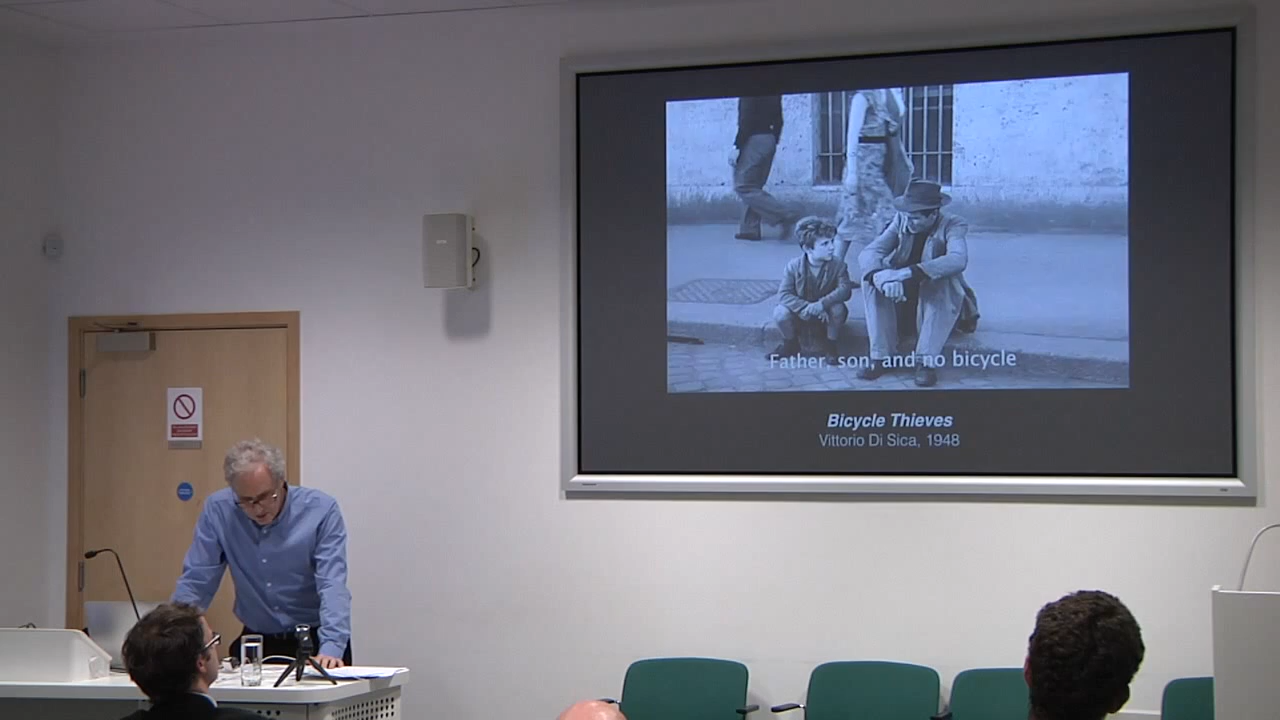 Father, son, and no bicycle
Bicycle Thieves
Vittorio Di Sica, 1948